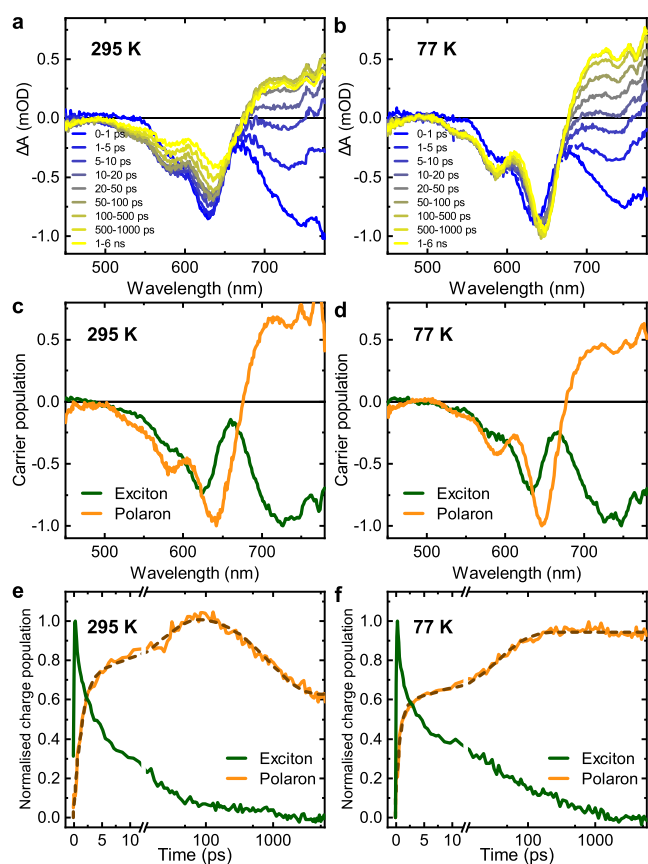 a
295 K
0.5
0.0
-0.5
-1.0
ΔA (mOD)
0-1 ps
1-5 ps
5-10 ps
10-20 ps
20-50 ps
50-100 ps
100-500 ps
500-1000 ps
1-6 ns
500 600 700
Wavelength (nm)
b
77 K
0.5
0.0
-0.5
-1.0
ΔA (mOD)
0-1 ps
1-5 ps
5-10 ps
10-20 ps
20-50 ps
50-100 ps
100-500 ps
500-1000 ps
1-6 ns
500 600 700
Wavelength (nm)
c
295 K
0.5
0.0
-0.5
-1.0
Carrier population
Exciton
Polaron
500 600 700
Wavelength (nm)
d
77 K
0.5
0.0
-0.5
-1.0
Carrier population
Exciton
Polaron
500 600 700
Wavelength (nm)
e
295 K
1.0
0.8
0.6
0.4
0.2
0.0
Normalised charge population
Exciton
Polaron
0 5 10 100 1000
Time (ps)
f
77 K
1.0
0.8
0.6
0.4
0.2
0.0
Normalised charge population
Exciton
Polaron
0 5 10 100 1000
Time (ps)